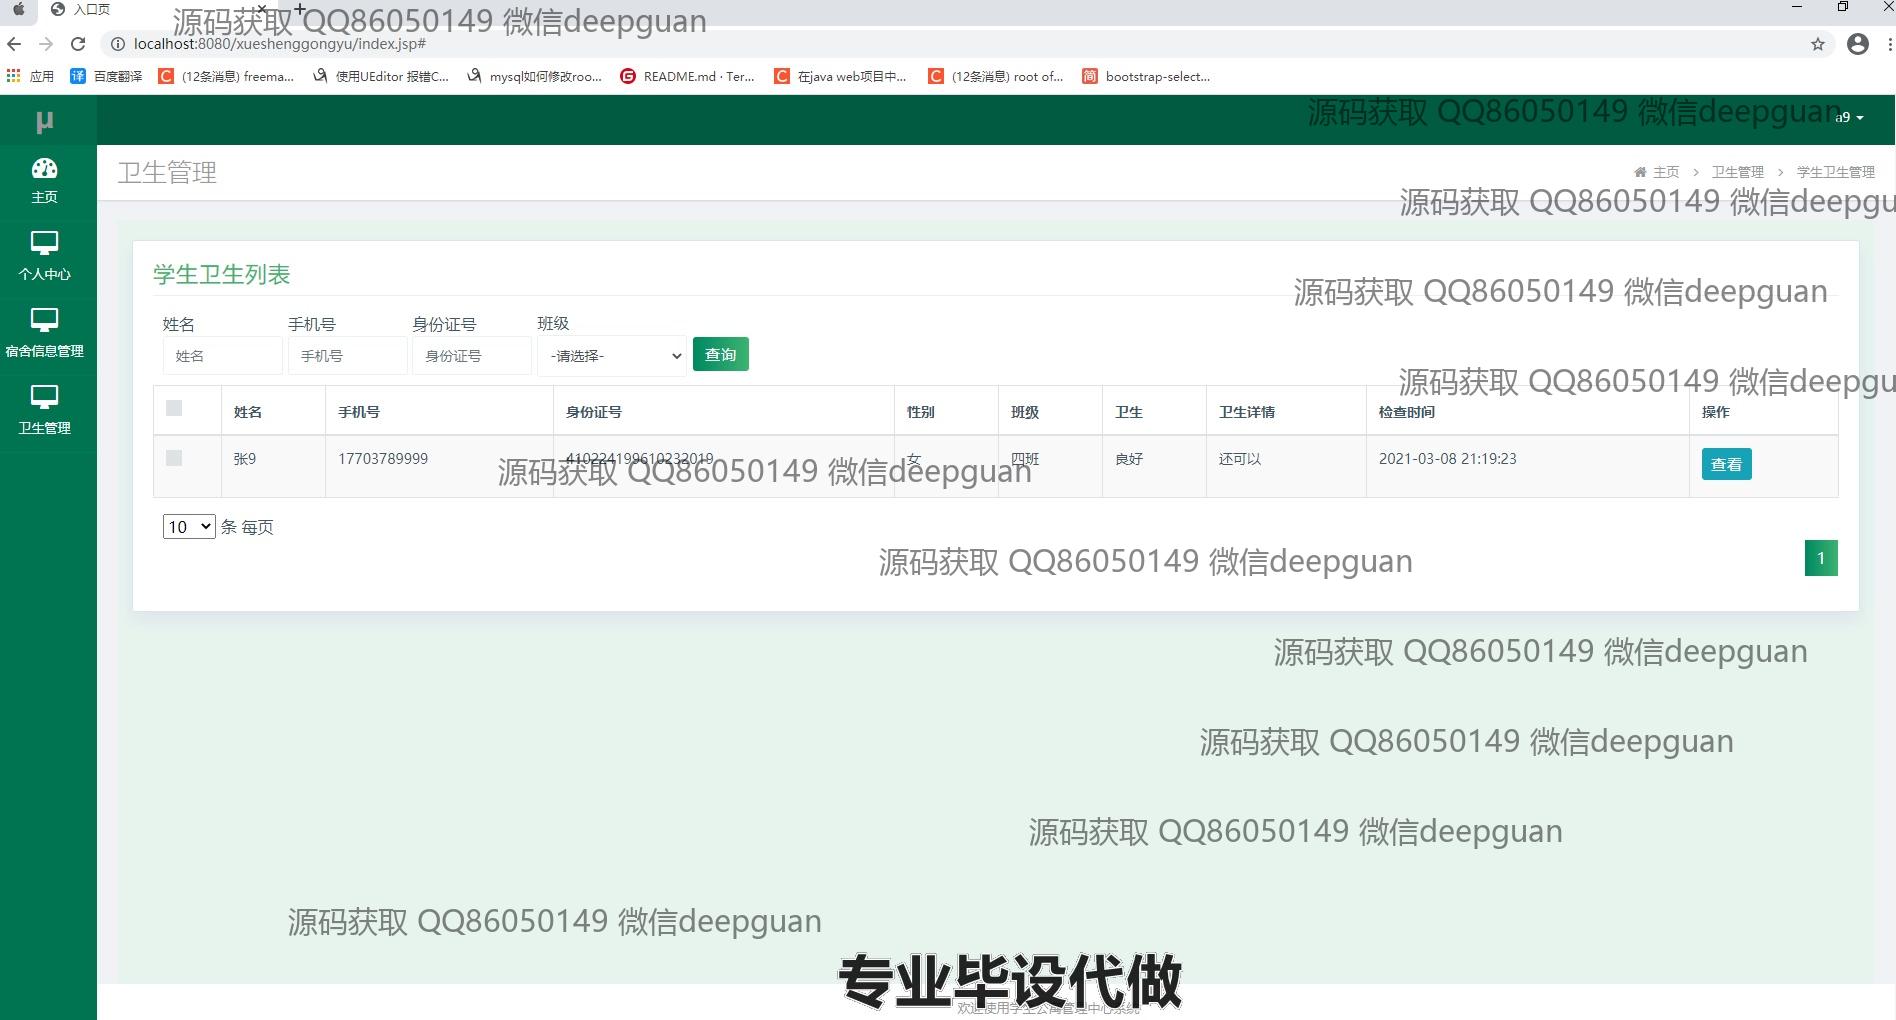 入口页
源码获取 QQ86050149 微信deepguan
localhost:8080/xueshenggongyu/index.jsp#
应用 百度翻译 (12条消息) freema... 使用UEditor 报错C... mysql如何修改roo... README.md · Ter... 在java web项目中... (12条消息) root of... bootstrap-select...
µ
源码获取 QQ86050149 微信deepguan
a9
主页
卫生管理
主页 > 卫生管理 > 学生卫生管理
源码获取 QQ86050149 微信deepgu
个人中心
学生卫生列表
源码获取 QQ86050149 微信deepguan
宿舍信息管理
姓名 手机号 身份证号 班级
姓名 手机号 身份证号 -请选择- 查询
源码获取 QQ86050149 微信deepgu
卫生管理
姓名 手机号 身份证号 性别 班级 卫生 卫生详情 检查时间 操作
张9 17703789999 410224199610232019 女 四班 良好 还可以 2021-03-08 21:19:23 查看
源码获取 QQ86050149 微信deepguan
10 条 每页
源码获取 QQ86050149 微信deepguan
1
源码获取 QQ86050149 微信deepguan
源码获取 QQ86050149 微信deepguan
源码获取 QQ86050149 微信deepguan
源码获取 QQ86050149 微信deepguan
专业毕设代做
欢迎使用学生公寓管理中心系统